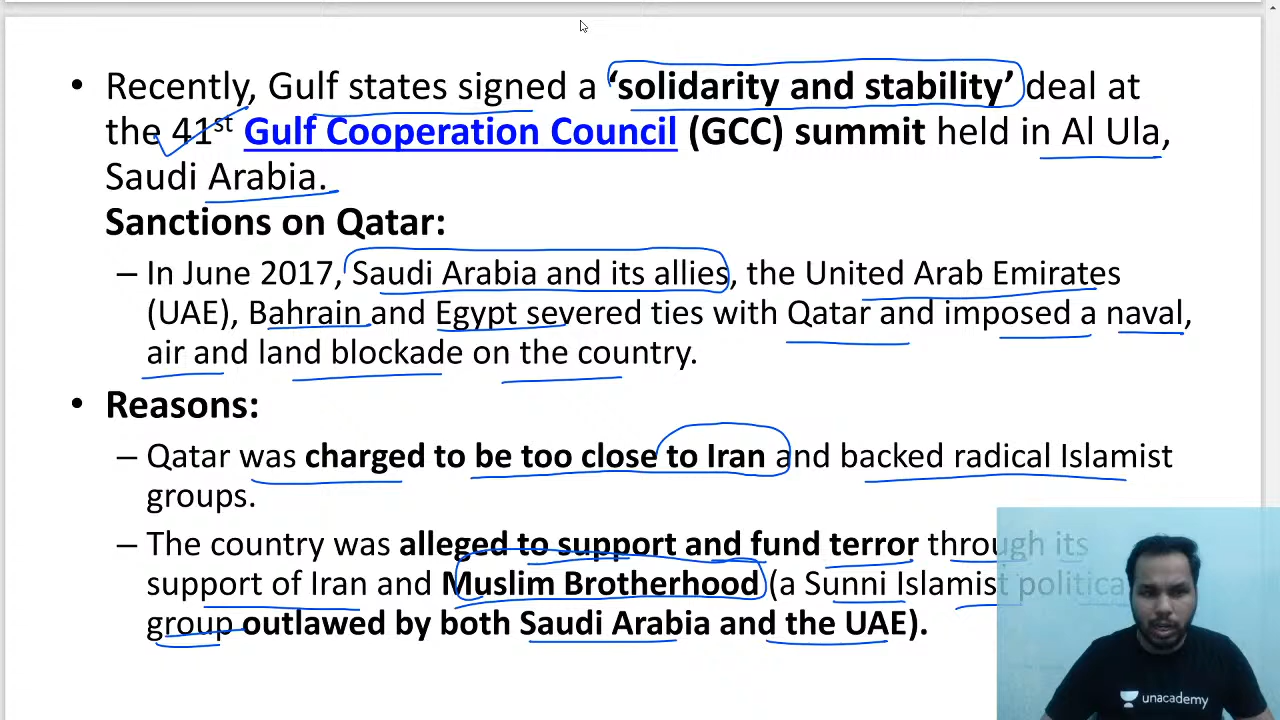 • Recently, Gulf states signed a ‘solidarity and stability’ deal at
the 41st Gulf Cooperation Council (GCC) summit held in Al Ula,
Saudi Arabia.
Sanctions on Qatar:
– In June 2017, Saudi Arabia and its allies, the United Arab Emirates
(UAE), Bahrain and Egypt severed ties with Qatar and imposed a naval,
air and land blockade on the country.
• Reasons:
– Qatar was charged to be too close to Iran and backed radical Islamist
groups.
– The country was alleged to support and fund terror through its
support of Iran and Muslim Brotherhood (a Sunni Islamist politica
group outlawed by both Saudi Arabia and the UAE).
unacademy